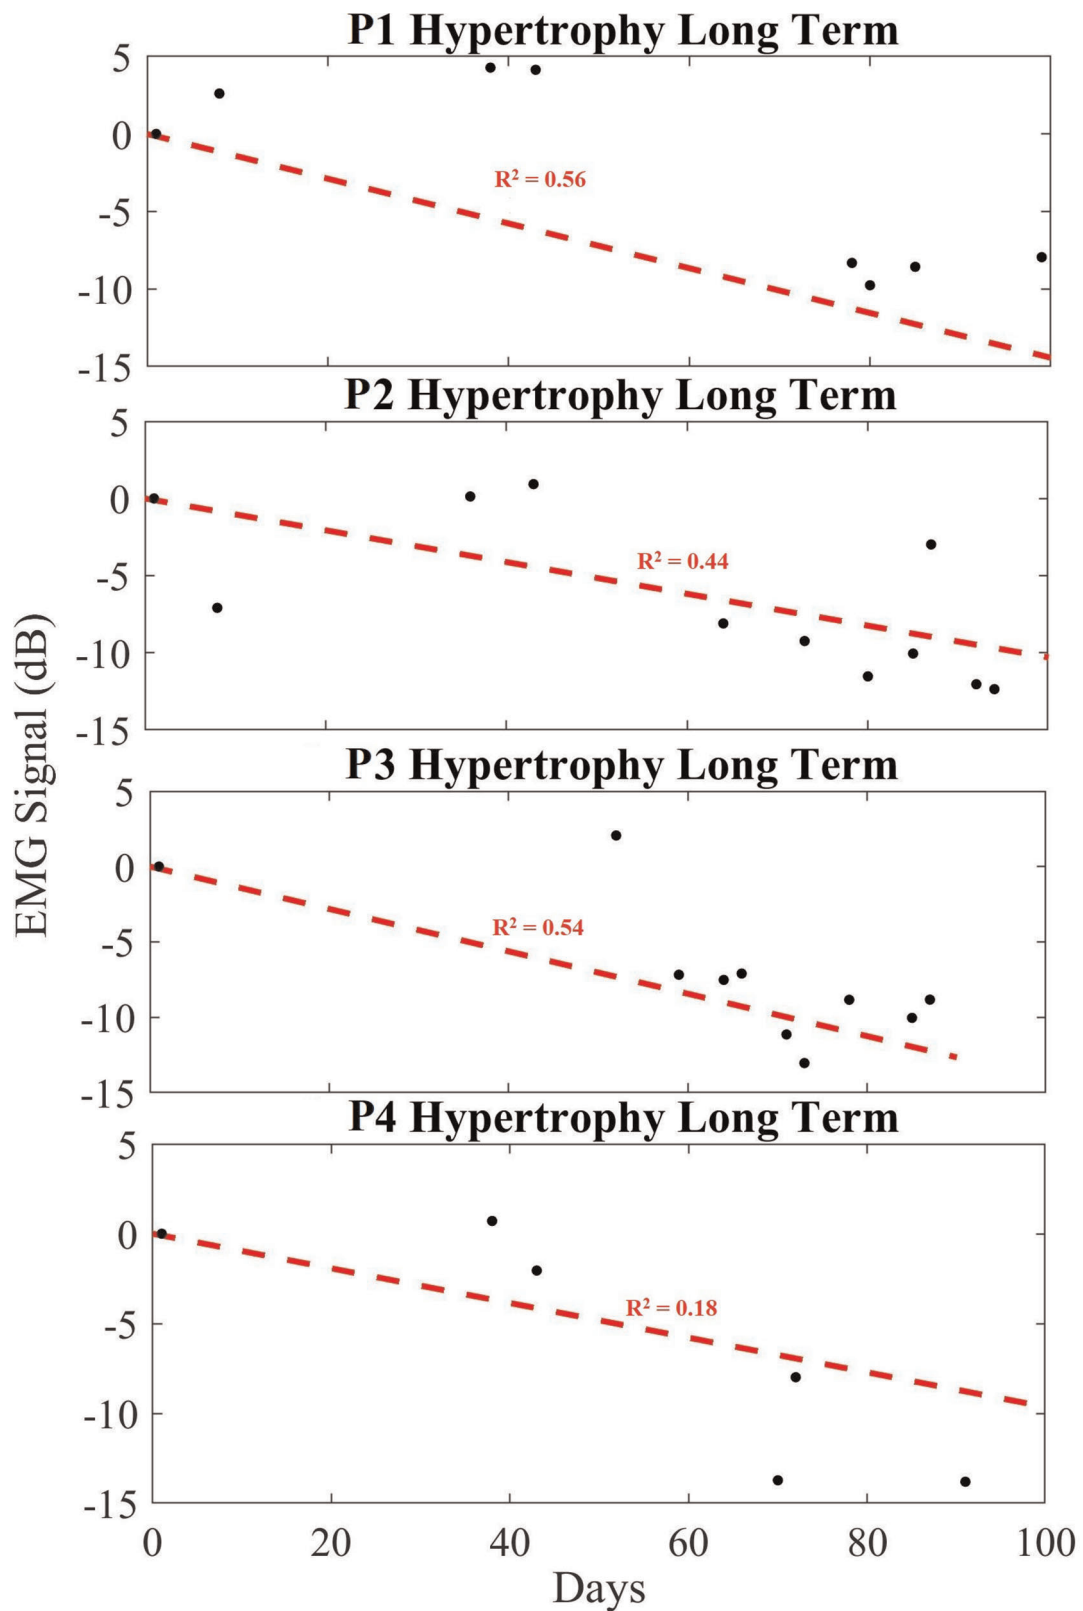 P1 Hypertrophy Long Term
5
0
-5
-10
-15
R² = 0.56
P2 Hypertrophy Long Term
5
0
-5
-10
-15
R² = 0.44
P3 Hypertrophy Long Term
5
0
-5
-10
-15
R² = 0.54
P4 Hypertrophy Long Term
5
0
-5
-10
-15
R² = 0.18
0 20 40 60 80 100
Days
EMG Signal (dB)